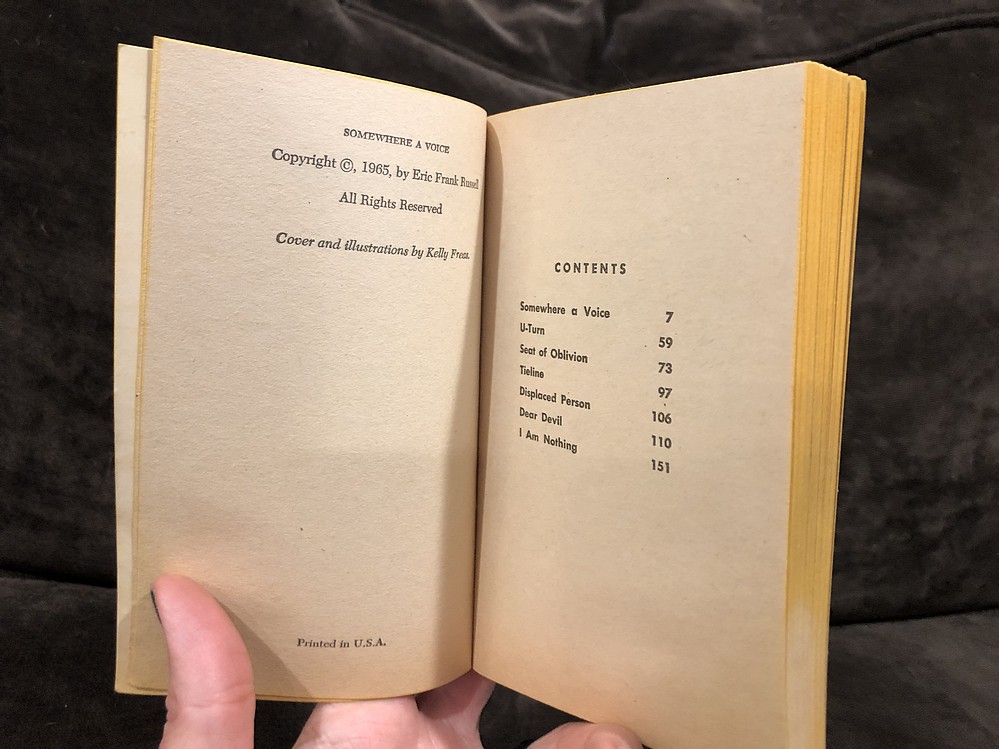 SOMEWHERE A VOICE
Copyright ©, 1965, by Eric Frank Russell
All Rights Reserved
Cover and illustrations by Kelly Freas.
Printed in U.S.A.
CONTENTS
Somewhere a Voice 7
U-Turn 59
Seat of Oblivion 73
Tieline 97
Displaced Person 106
Dear Devil 110
I Am Nothing 151